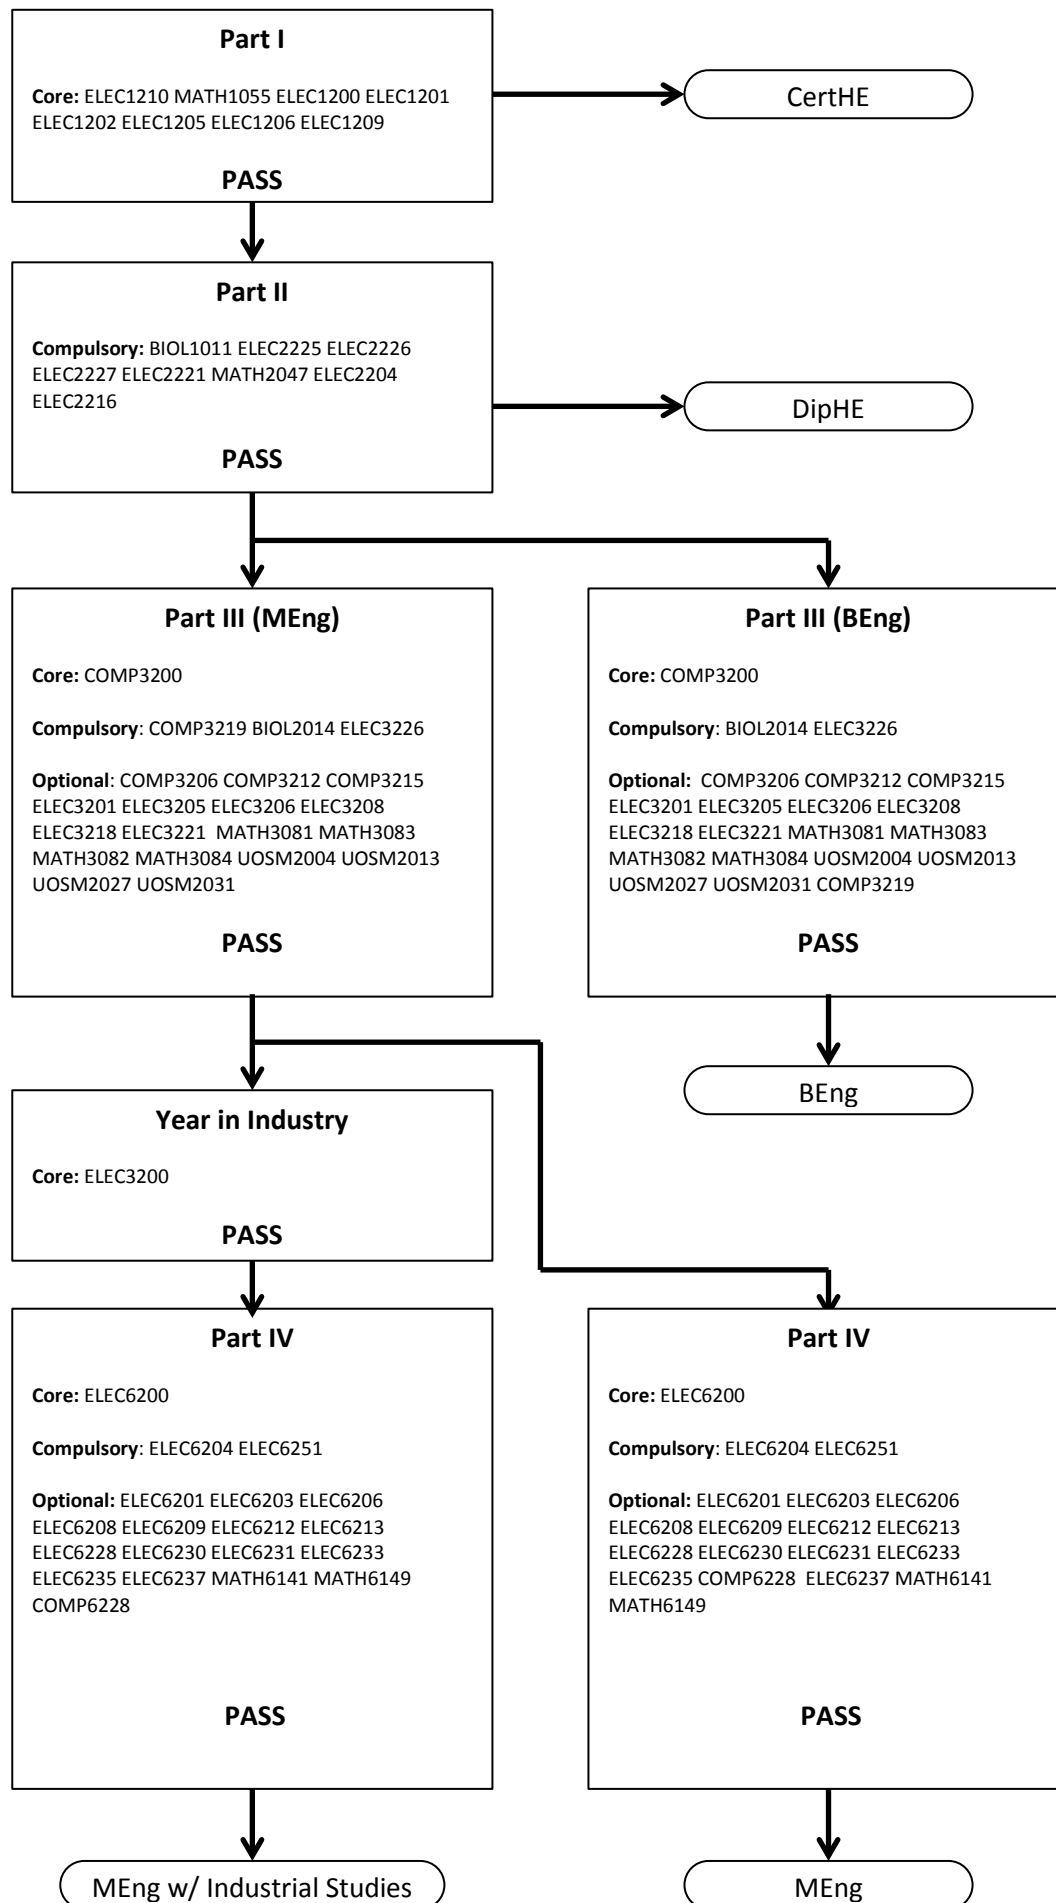 Part I
Core: ELEC1210 MATH1055 ELEC1200 ELEC1201
ELEC1202 ELEC1205 ELEC1206 ELEC1209
PASS
CertHE
Part II
Compulsory: BIOL1011 ELEC2225 ELEC2226
ELEC2227 ELEC2221 MATH2047 ELEC2204
ELEC2216
PASS
DipHE
Part III (MEng)
Core: COMP3200
Compulsory: COMP3219 BIOL2014 ELEC3226
Optional: COMP3206 COMP3212 COMP3215
ELEC3201 ELEC3205 ELEC3206 ELEC3208
ELEC3218 ELEC3221 MATH3081 MATH3083
MATH3082 MATH3084 UOSM2004 UOSM2013
UOSM2027 UOSM2031
PASS
Part III (BEng)
Core: COMP3200
Compulsory: BIOL2014 ELEC3226
Optional: COMP3206 COMP3212 COMP3215
ELEC3201 ELEC3205 ELEC3206 ELEC3208
ELEC3218 ELEC3221 MATH3081 MATH3083
MATH3082 MATH3084 UOSM2004 UOSM2013
UOSM2027 UOSM2031 COMP3219
PASS
BEng
Year in Industry
Core: ELEC3200
PASS
Part IV
Core: ELEC6200
Compulsory: ELEC6204 ELEC6251
Optional: ELEC6201 ELEC6203 ELEC6206
ELEC6208 ELEC6209 ELEC6212 ELEC6213
ELEC6228 ELEC6230 ELEC6231 ELEC6233
ELEC6235 ELEC6237 MATH6141 MATH6149
COMP6228
PASS
MEng w/ Industrial Studies
Part IV
Core: ELEC6200
Compulsory: ELEC6204 ELEC6251
Optional: ELEC6201 ELEC6203 ELEC6206
ELEC6208 ELEC6209 ELEC6212 ELEC6213
ELEC6228 ELEC6230 ELEC6231 ELEC6233
ELEC6235 COMP6228 ELEC6237 MATH6141
MATH6149
PASS
MEng